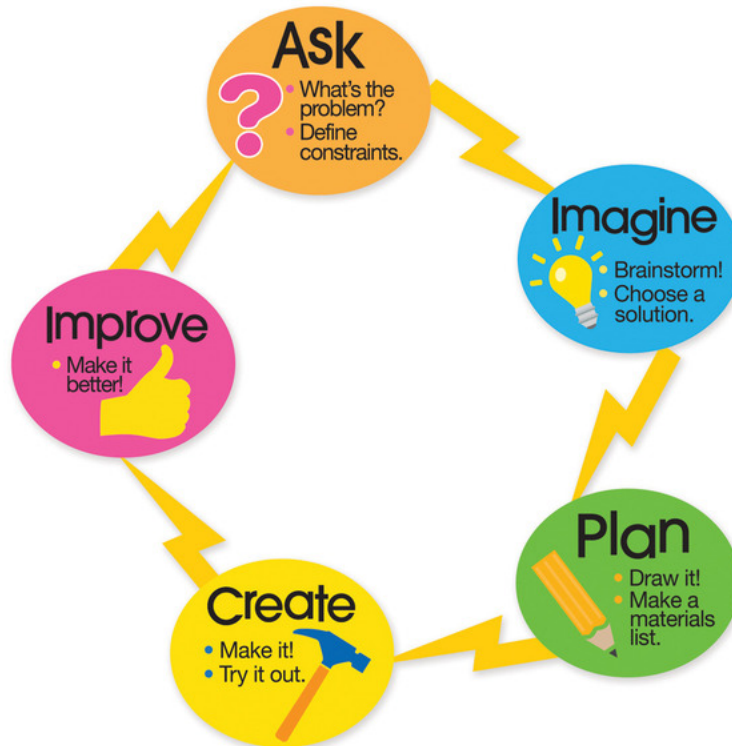 Ask
• What's the
problem?
• Define
constraints.
Imagine
• Brainstorm!
• Choose a
solution.
Plan
• Draw it!
• Make a
materials
list.
Create
• Make it!
• Try it out.
Improve
• Make it
better!